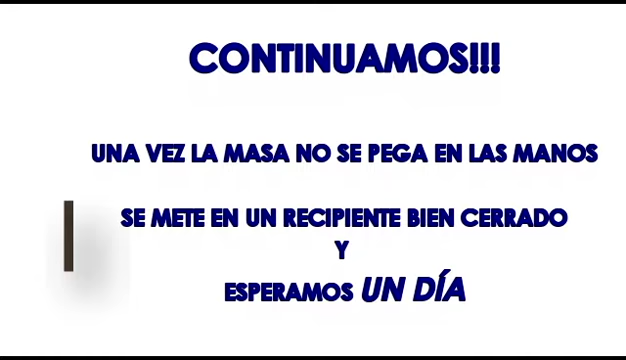 CONTINUAMOS!!!
UNA VEZ LA MASA NO SE PEGA EN LAS MANOS
SE METE EN UN RECIPIENTE BIEN CERRADO
Y
ESPERAMOS UN DÍA